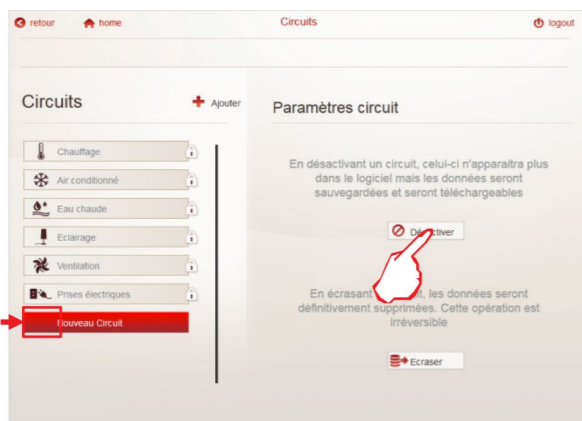 retour
home
Circuits
logout
Circuits
Ajouter
Chauffage
Air conditionné
Eau chaude
Eclairage
Ventilation
Prises électriques
Nouveau Circuit
Paramètres circuit
En désactivant un circuit, celui-ci n'apparaitra plus
dans le logiciel mais les données seront
sauvegardées et seront téléchargeables
En écrasant les données seront
définitivement supprimées. Cette opération est
irréversible
Ecraser